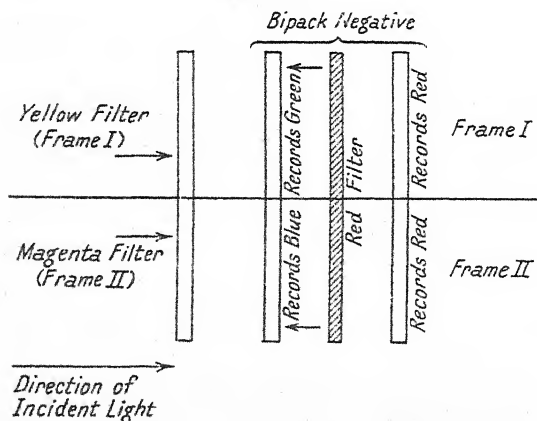 Bipack Negative
Yellow Filter
(Frame I)
Records Green
Red Filter
Records Red
Frame I
Magenta Filter
(Frame II)
Records Blue
Records Red
Frame II
Direction of
Incident Light